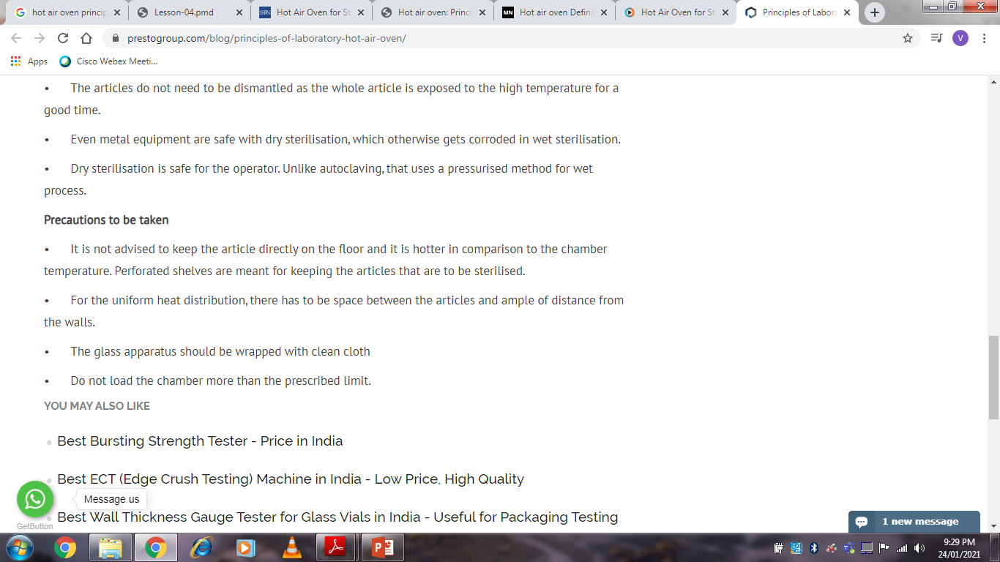 hot air oven princip
Lesson-04.pmd
SSRN Hot Air Oven for St
Hot air oven: Princi
MN Hot air oven Defini
Hot Air Oven for St
Principles of Labora
prestogroup.com/blog/principles-of-laboratory-hot-air-oven/
V
Apps
Cisco Webex Meeti...
• The articles do not need to be dismantled as the whole article is exposed to the high temperature for a
good time.
• Even metal equipment are safe with dry sterilisation, which otherwise gets corroded in wet sterilisation.
• Dry sterilisation is safe for the operator. Unlike autoclaving, that uses a pressurised method for wet
process.
Precautions to be taken
• It is not advised to keep the article directly on the floor and it is hotter in comparison to the chamber
temperature. Perforated shelves are meant for keeping the articles that are to be sterilised.
• For the uniform heat distribution, there has to be space between the articles and ample of distance from
the walls.
• The glass apparatus should be wrapped with clean cloth
• Do not load the chamber more than the prescribed limit.
YOU MAY ALSO LIKE
Best Bursting Strength Tester - Price in India
Best ECT (Edge Crush Testing) Machine in India - Low Price, High Quality
Message us
Best Wall Thickness Gauge Tester for Glass Vials in India - Useful for Packaging Testing
GetButton
1 new message
9:29 PM
24/01/2021